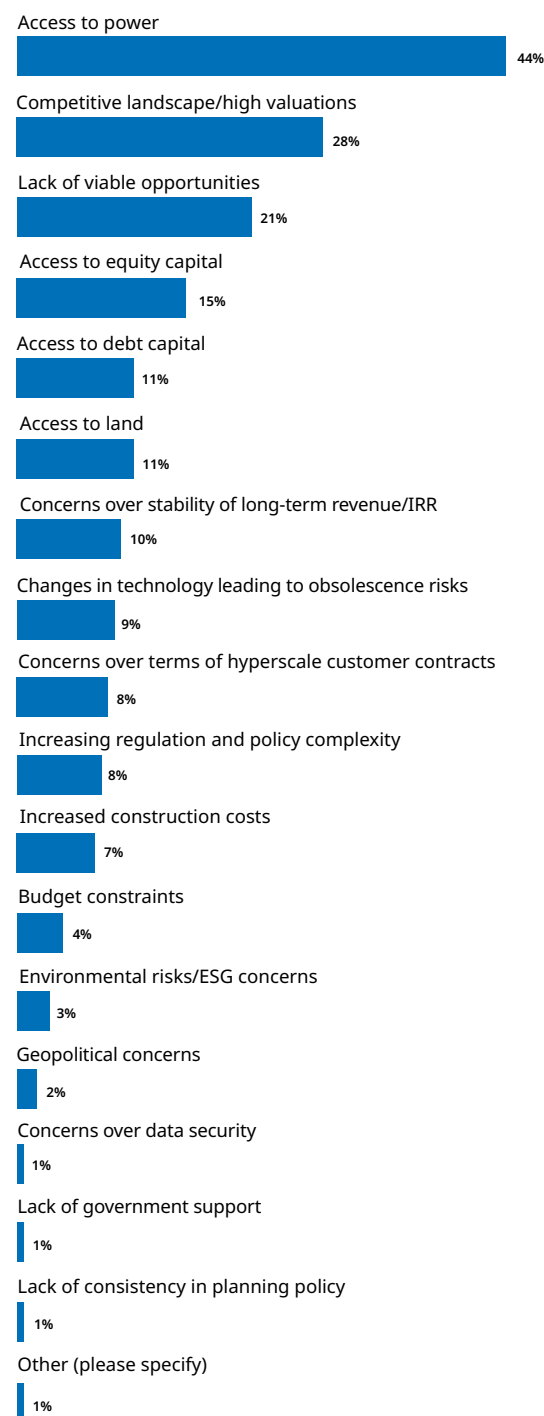 Access to power
44%
Competitive landscape/high valuations
28%
Lack of viable opportunities
21%
Access to equity capital
15%
Access to debt capital
11%
Access to land
11%
Concerns over stability of long-term revenue/IRR
10%
Changes in technology leading to obsolescence risks
9%
Concerns over terms of hyperscale customer contracts
8%
Increasing regulation and policy complexity
8%
Increased construction costs
7%
Budget constraints
4%
Environmental risks/ESG concerns
3%
Geopolitical concerns
2%
Concerns over data security
1%
Lack of government support
1%
Lack of consistency in planning policy
1%
Other (please specify)
1%